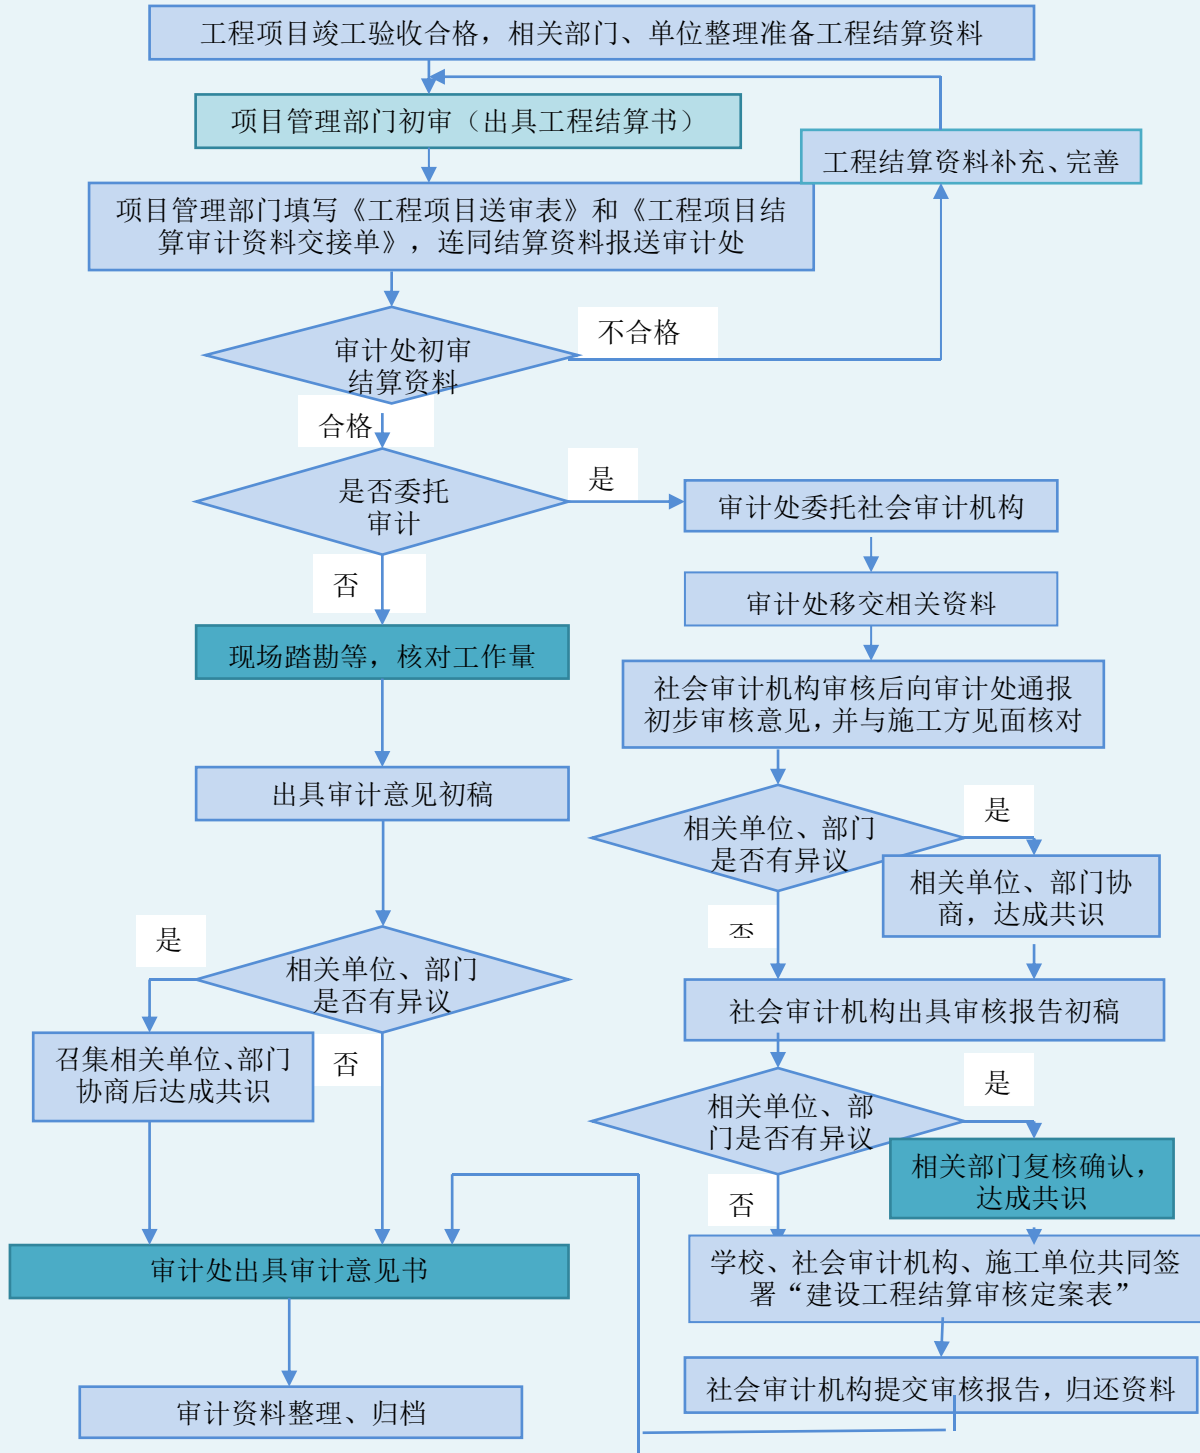 工程项目竣工验收合格，相关部门、单位整理准备工程结算资料
项目管理部门初审（出具工程结算书）
工程结算资料补充、完善
项目管理部门填写《工程项目送审表》和《工程项目结
算审计资料交接单》，连同结算资料报送审计处
不合格
审计处初审
结算资料
合格
是否委托
审计
是
审计处委托社会审计机构
否
审计处移交相关资料
现场踏勘等，核对工作量
社会审计机构审核后向审计处通报
初步审核意见，并与施工方见面核对
出具审计意见初稿
相关单位、部门
是否有异议
是
相关单位、部门协
商，达成共识
否
是
相关单位、部门
是否有异议
社会审计机构出具审核报告初稿
召集相关单位、部门
协商后达成共识
否
相关单位、部
门是否有异议
是
相关部门复核确认，
达成共识
否
审计处出具审计意见书
学校、社会审计机构、施工单位共同签
署“建设工程结算审核定案表”
社会审计机构提交审核报告，归还资料
审计资料整理、归档